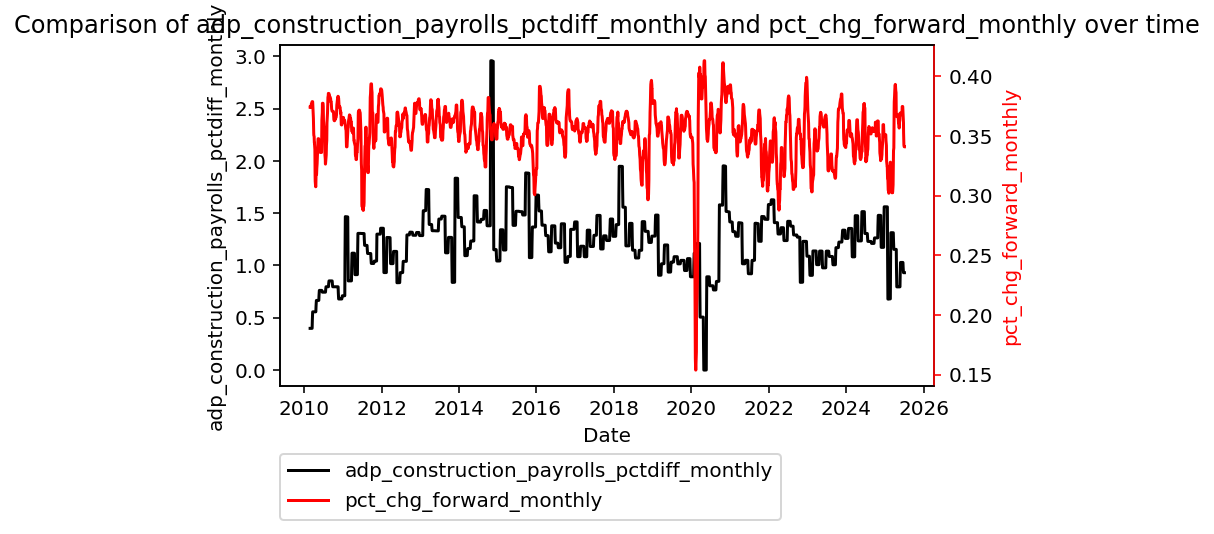 Comparison of adp_construction_payrolls_pctdiff_monthly and pct_chg_forward_monthly over time
adp_construction_payrolls_pctdiff_monthly
3.0
2.5
2.0
1.5
1.0
0.5
0.0
0.40
0.35
0.30
0.25
0.20
0.15
pct_chg_forward_monthly
2010 2012 2014 2016 2018 2020 2022 2024 2026
Date
adp_construction_payrolls_pctdiff_monthly
pct_chg_forward_monthly